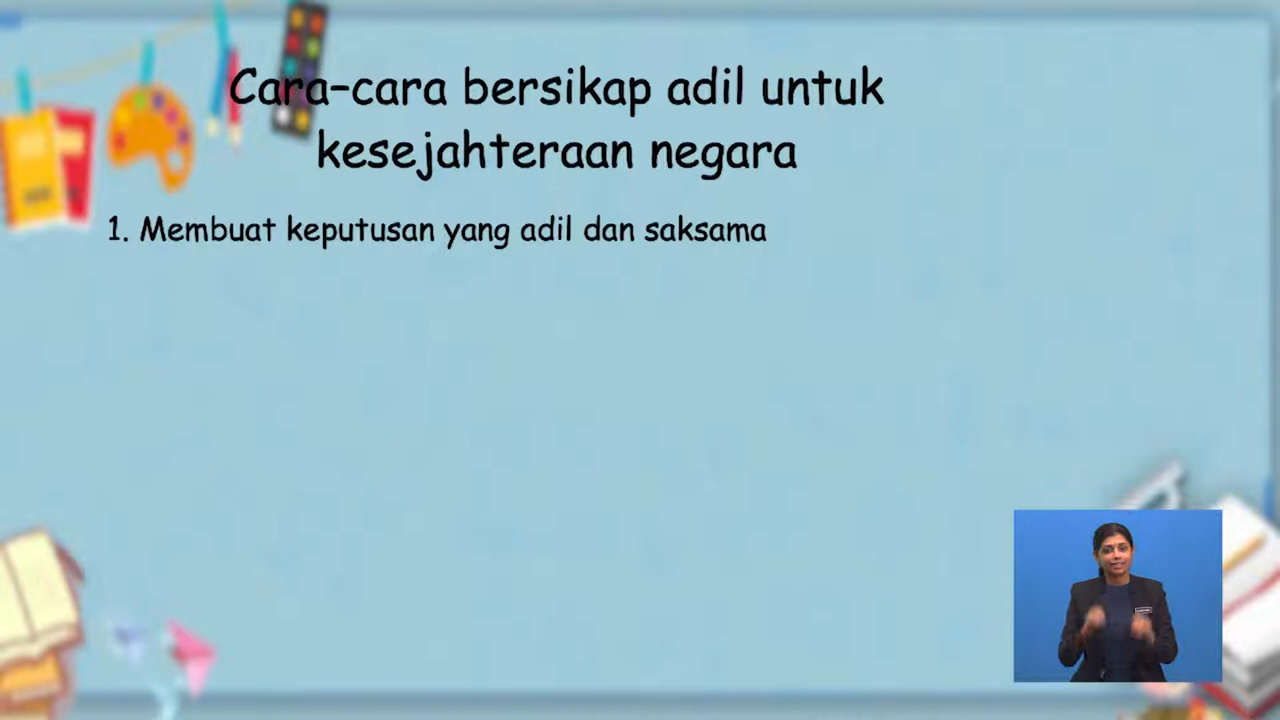 Cara-cara bersikap adil untuk
kesejahteraan negara
1. Membuat keputusan yang adil dan saksama